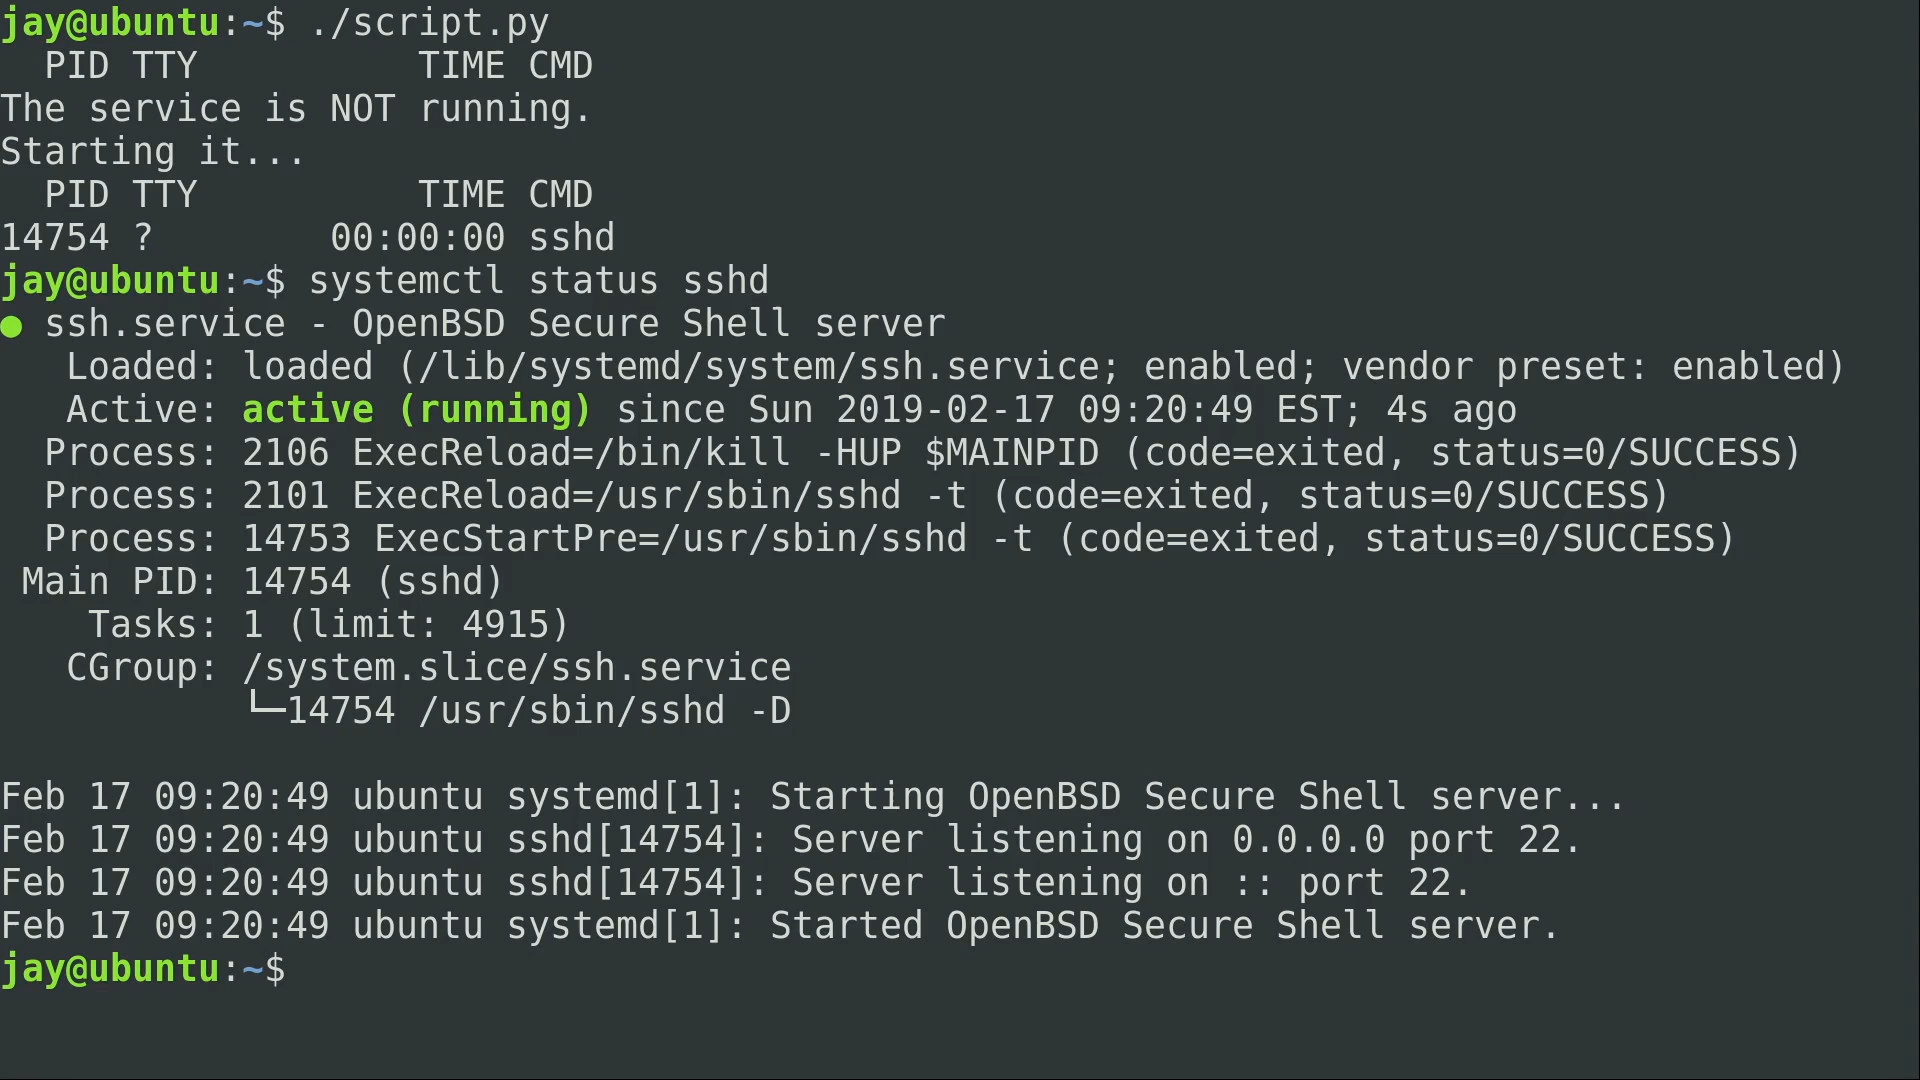 jay@ubuntu:~$ ./script.py
  PID TTY          TIME CMD
The service is NOT running.
Starting it...
  PID TTY          TIME CMD
14754 ?        00:00:00 sshd
jay@ubuntu:~$ systemctl status sshd
● ssh.service - OpenBSD Secure Shell server
   Loaded: loaded (/lib/systemd/system/ssh.service; enabled; vendor preset: enabled)
   Active: active (running) since Sun 2019-02-17 09:20:49 EST; 4s ago
  Process: 2106 ExecReload=/bin/kill -HUP $MAINPID (code=exited, status=0/SUCCESS)
  Process: 2101 ExecReload=/usr/sbin/sshd -t (code=exited, status=0/SUCCESS)
  Process: 14753 ExecStartPre=/usr/sbin/sshd -t (code=exited, status=0/SUCCESS)
 Main PID: 14754 (sshd)
    Tasks: 1 (limit: 4915)
   CGroup: /system.slice/ssh.service
           └─14754 /usr/sbin/sshd -D

Feb 17 09:20:49 ubuntu systemd[1]: Starting OpenBSD Secure Shell server...
Feb 17 09:20:49 ubuntu sshd[14754]: Server listening on 0.0.0.0 port 22.
Feb 17 09:20:49 ubuntu sshd[14754]: Server listening on :: port 22.
Feb 17 09:20:49 ubuntu systemd[1]: Started OpenBSD Secure Shell server.
jay@ubuntu:~$